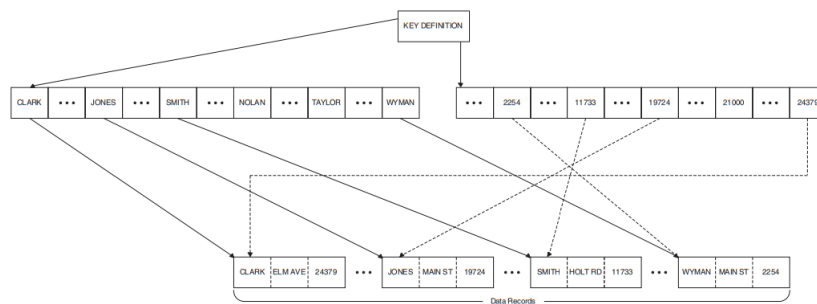 KEY DEFINITION
CLARK ••• JONES ••• SMITH ••• NOLAN ••• TAYLOR ••• WYMAN
••• 2254 ••• 11733 ••• 19724 ••• 21000 ••• 24379
CLARK ELM AVE 24379 ••• JONES MAIN ST 19724 ••• SMITH HOLT RD 11733 ••• WYMAN MAIN ST 2254
Data Records